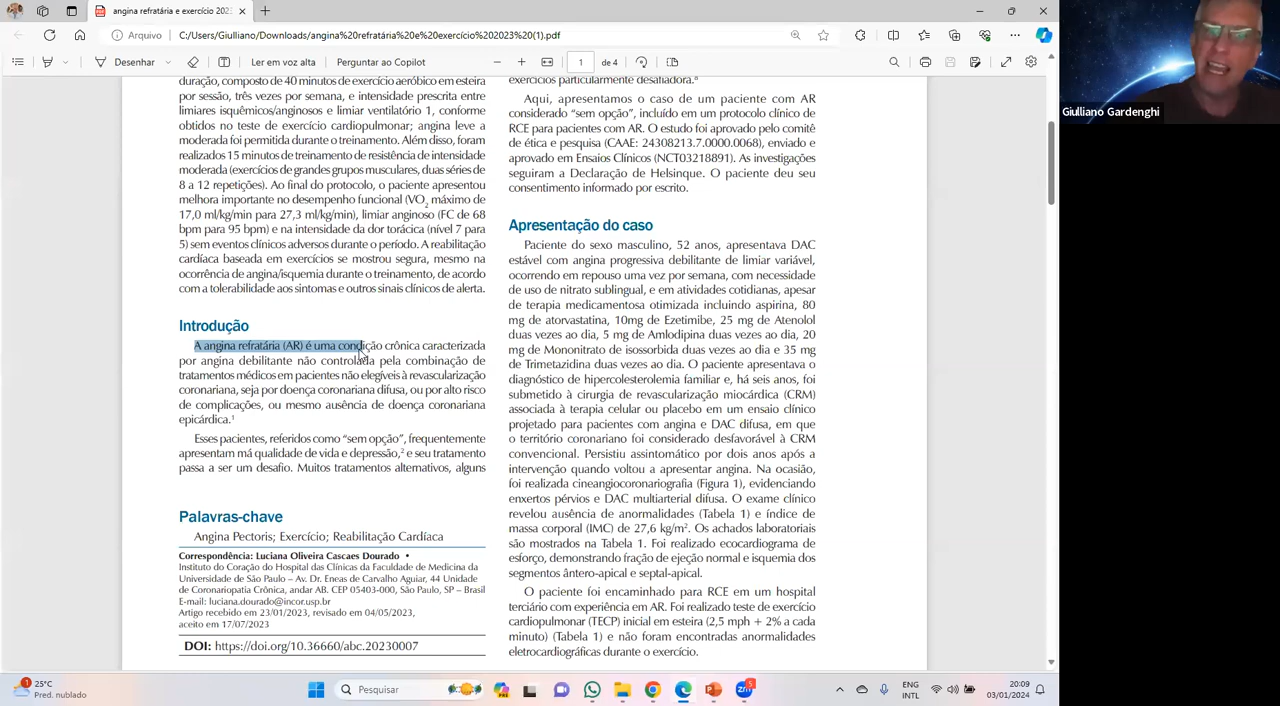 angina refratária e exercício 202
Arquivo
C:/Users/Giulliano/Downloads/angina%20refratária%20e%20exercício%202023%20(1).pdf
Desenhar
Ler em voz alta
Perguntar ao Copilot
1
de 4
duração, composto de 40 minutos de exercício aeróbio em esteira
por sessão, três vezes por semana, e intensidade prescrita entre
limiares isquêmicos/anginosos e limiar ventilatório 1, conforme
obtidos no teste de exercício cardiopulmonar; angina leve a
moderada foi permitida durante o treinamento. Além disso, foram
realizados 15 minutos de treinamento de resistência de intensidade
moderada (exercícios de grandes grupos musculares, duas séries de
8 a 12 repetições). Ao final do protocolo, o paciente apresentou
melhora importante no desempenho funcional (VO2 máximo de
17,0 ml/kg/min para 27,3 ml/kg/min), limiar anginoso (FC de 68
bpm para 95 bpm) e na intensidade da dor torácica (nível 7 para
5) sem eventos clínicos adversos durante o período. A reabilitação
cardíaca baseada em exercícios se mostrou segura, mesmo na
ocorrência de angina/isquemia durante o treinamento, de acordo
com a tolerabilidade aos sintomas e outros sinais clínicos de alerta.
Introdução
A angina refratária (AR) é uma condição crônica caracterizada
por angina debilitante não controlada pela combinação de
tratamentos médicos em pacientes não elegíveis à revascularização
coronariana, seja por doença coronariana difusa, ou por alto risco
de complicações, ou mesmo ausência de doença coronariana
epicárdica.¹
Esses pacientes, referidos como “sem opção”, frequentemente
apresentam má qualidade de vida e depressão,² e seu tratamento
passa a ser um desafio. Muitos tratamentos alternativos, alguns
Palavras-chave
Angina Pectoris; Exercício; Reabilitação Cardíaca
Correspondência: Luciana Oliveira Cascaes Dourado •
Instituto do Coração do Hospital das Clínicas da Faculdade de Medicina da
Universidade de São Paulo – Av. Dr. Eneas de Carvalho Aguiar, 44 Unidade
de Coronariopatia Crônica, andar AB. CEP 05403-000, São Paulo, SP – Brasil
E-mail: luciana.dourado@incor.usp.br
Artigo recebido em 23/01/2023, revisado em 04/05/2023,
aceito em 17/07/2023
DOI: https://doi.org/10.36660/abc.20230007
exercícios particularmente desafiadora.⁸
Aqui, apresentamos o caso de um paciente com AR
considerado “sem opção”, incluído em um protocolo clínico de
RCE para pacientes com AR. O estudo foi aprovado pelo comitê
de ética e pesquisa (CAAE: 24308213.7.0000.0068), enviado e
aprovado em Ensaios Clínicos (NCT03218891). As investigações
seguiram a Declaração de Helsinque. O paciente deu seu
consentimento informado por escrito.
Apresentação do caso
Paciente do sexo masculino, 52 anos, apresentava DAC
estável com angina progressiva debilitante de limiar variável,
ocorrendo em repouso uma vez por semana, com necessidade
de uso de nitrato sublingual, e em atividades cotidianas, apesar
de terapia medicamentosa otimizada incluindo aspirina, 80
mg de atorvastatina, 10mg de Ezetimibe, 25 mg de Atenolol
duas vezes ao dia, 5 mg de Amlodipina duas vezes ao dia, 20
mg de Mononitrato de isossorbida duas vezes ao dia e 35 mg
de Trimetazidina duas vezes ao dia. O paciente apresentava o
diagnóstico de hipercolesterolemia familiar e, há seis anos, foi
submetido à cirurgia de revascularização miocárdica (CRM)
associada à terapia celular ou placebo em um ensaio clínico
projetado para pacientes com angina e DAC difusa, em que
o território coronariano foi considerado desfavorável à CRM
convencional. Persistiu assintomático por dois anos após a
intervenção quando voltou a apresentar angina. Na ocasião,
foi realizada cineangiocoronariografia (Figura 1), evidenciando
enxertos pérvios e DAC multiarterial difusa. O exame clínico
revelou ausência de anormalidades (Tabela 1) e índice de
massa corporal (IMC) de 27,6 kg/m². Os achados laboratoriais
são mostrados na Tabela 1. Foi realizado ecocardiograma de
esforço, demonstrando fração de ejeção normal e isquemia dos
segmentos ântero-apical e septal-apical.
O paciente foi encaminhado para RCE em um hospital
terciário com experiência em AR. Foi realizado teste de exercício
cardiopulmonar (TECP) inicial em esteira (2,5 mph + 2% a cada
minuto) (Tabela 1) e não foram encontradas anormalidades
eletrocardiográficas durante o exercício.
Giulliano Gardenghi
1
25°C
Pred. nublado
Pesquisar
5
ENG
INTL
20:09
03/01/2024